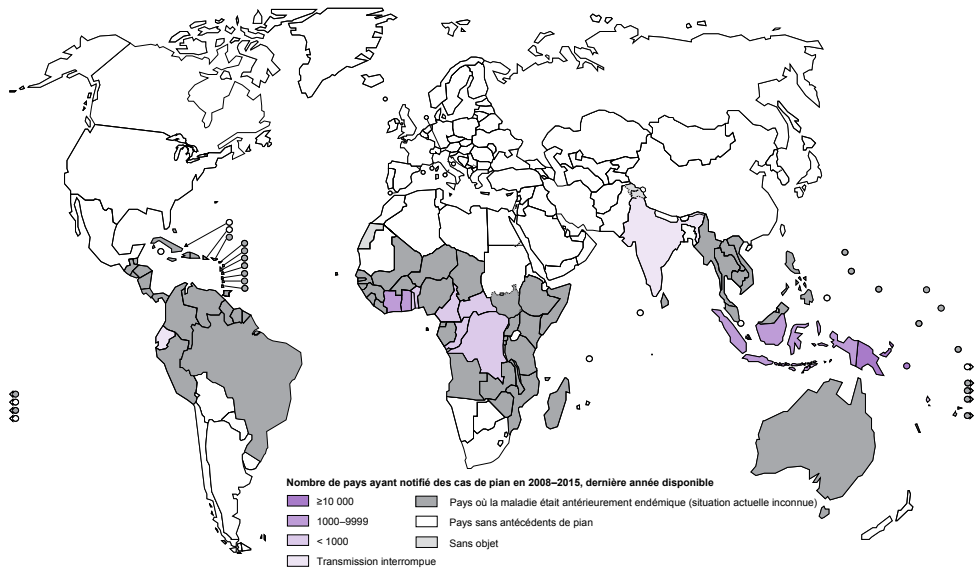 Nombre de pays ayant notifié des cas de pian en 2008–2015, dernière année disponible
≥10 000
1000–9999
< 1000
Transmission interrompue
Pays où la maladie était antérieurement endémique (situation actuelle inconnue)
Pays sans antécédents de pian
Sans objet